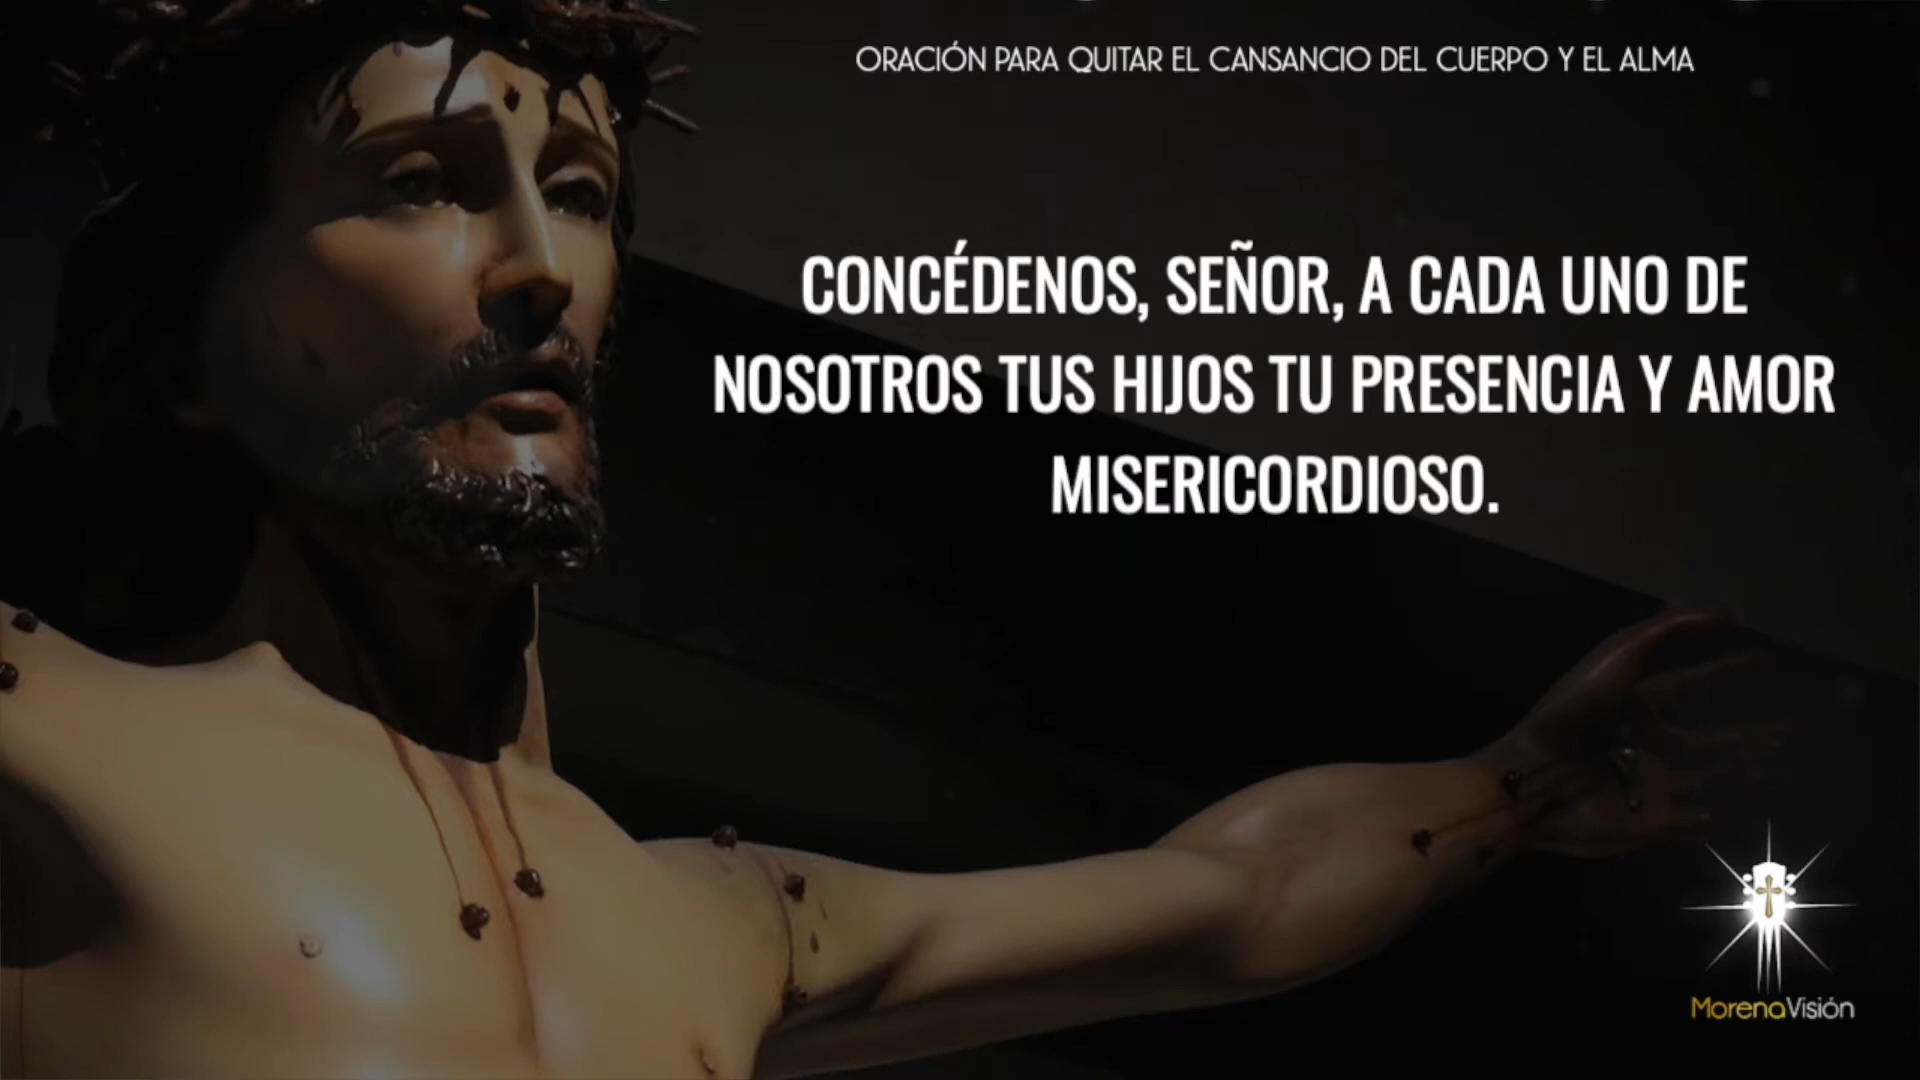 ORACIÓN PARA QUITAR EL CANSANCIO DEL CUERPO Y EL ALMA
CONCÉDENOS, SEÑOR, A CADA UNO DE
NOSOTROS TUS HIJOS TU PRESENCIA Y AMOR
MISERICORDIOSO.
MorenaVisión